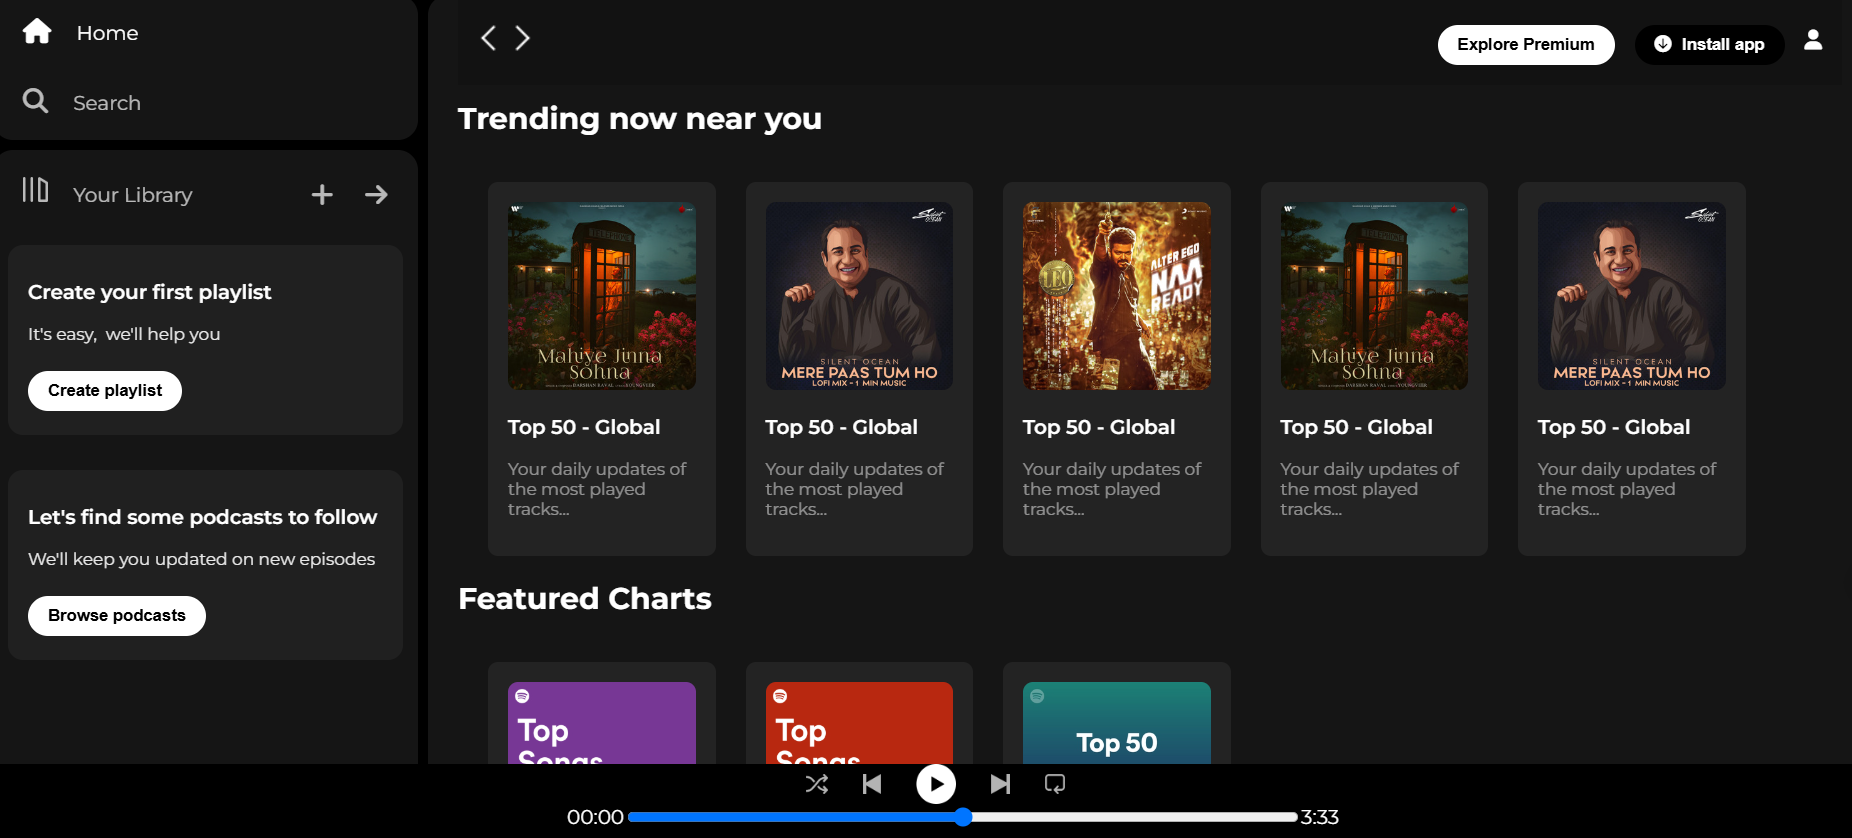 Home
Search
Your Library
Create your first playlist
It's easy, we'll help you
Create playlist
Let's find some podcasts to follow
We'll keep you updated on new episodes
Browse podcasts
Explore Premium
Install app
Trending now near you
Mahiye Jinna
Sohna
Top 50 - Global
Your daily updates of
the most played
tracks...
Silent
OCEAN
SILENT OCEAN
MERE PAAS TUM HO
LOFI MIX - 1 MIN MUSIC
Top 50 - Global
Your daily updates of
the most played
tracks...
LEO
ALTER EGO
NAA
READY
Top 50 - Global
Your daily updates of
the most played
tracks...
Mahiye Jinna
Sohna
Top 50 - Global
Your daily updates of
the most played
tracks...
Silent
OCEAN
SILENT OCEAN
MERE PAAS TUM HO
LOFI MIX - 1 MIN MUSIC
Top 50 - Global
Your daily updates of
the most played
tracks...
Featured Charts
Top
Songs
Top
Songs
Top 50
00:00
3:33